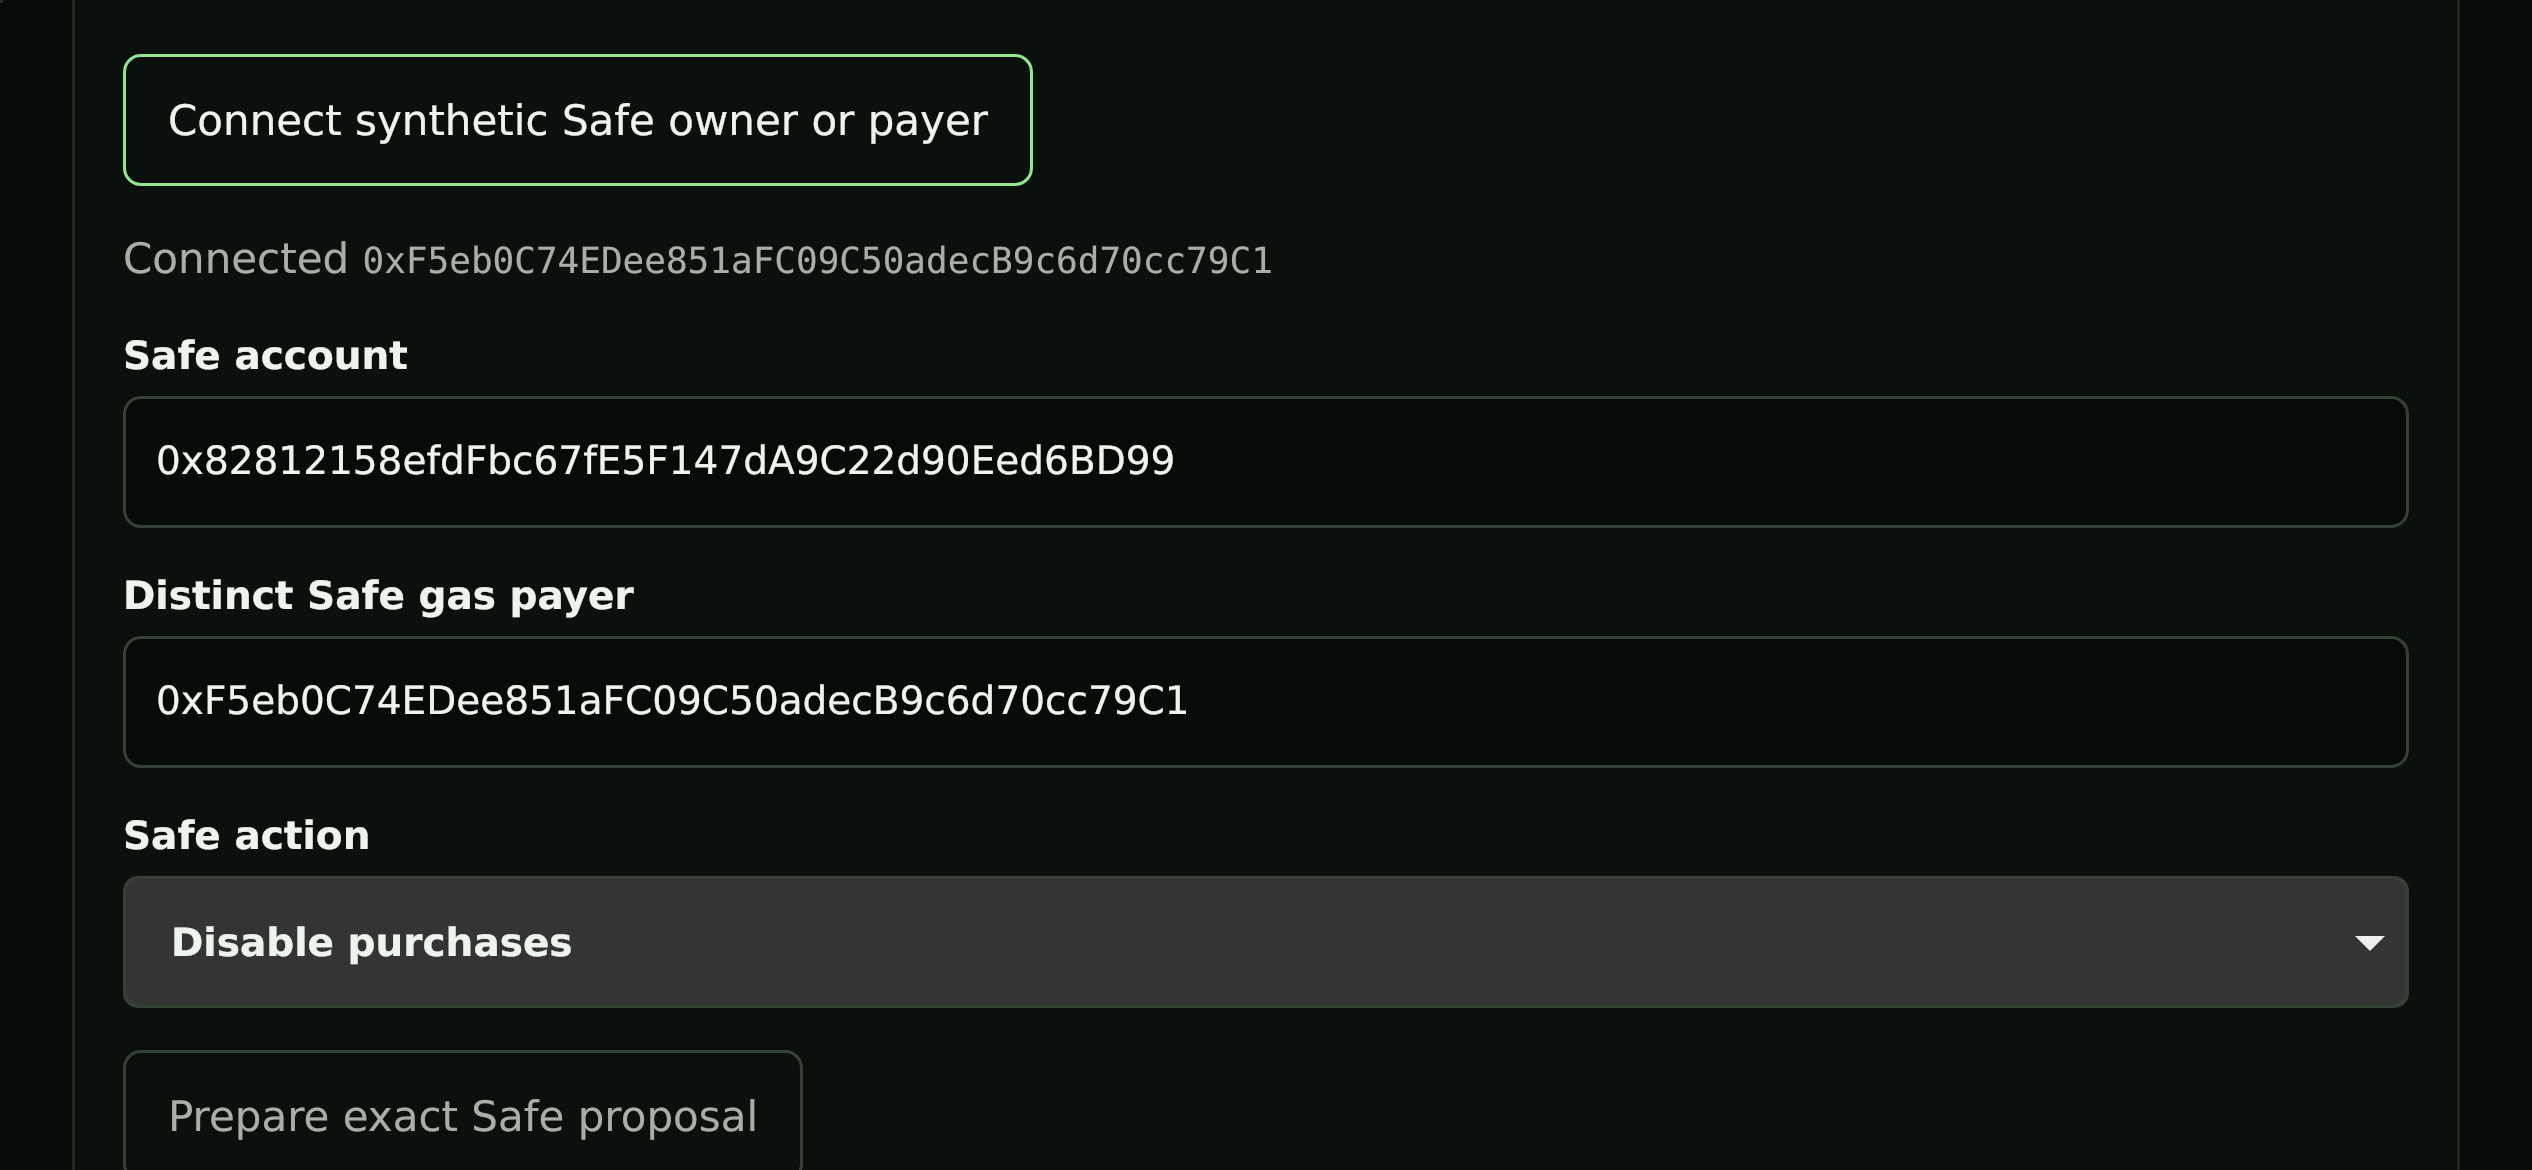 Connect synthetic Safe owner or payer
Connected 0xF5eb0C74EDee851aFC09C50adecB9c6d70cc79C1
Safe account
0x82812158efdFbc67fE5F147dA9C22d90Eed6BD99
Distinct Safe gas payer
0xF5eb0C74EDee851aFC09C50adecB9c6d70cc79C1
Safe action
Disable purchases
Prepare exact Safe proposal